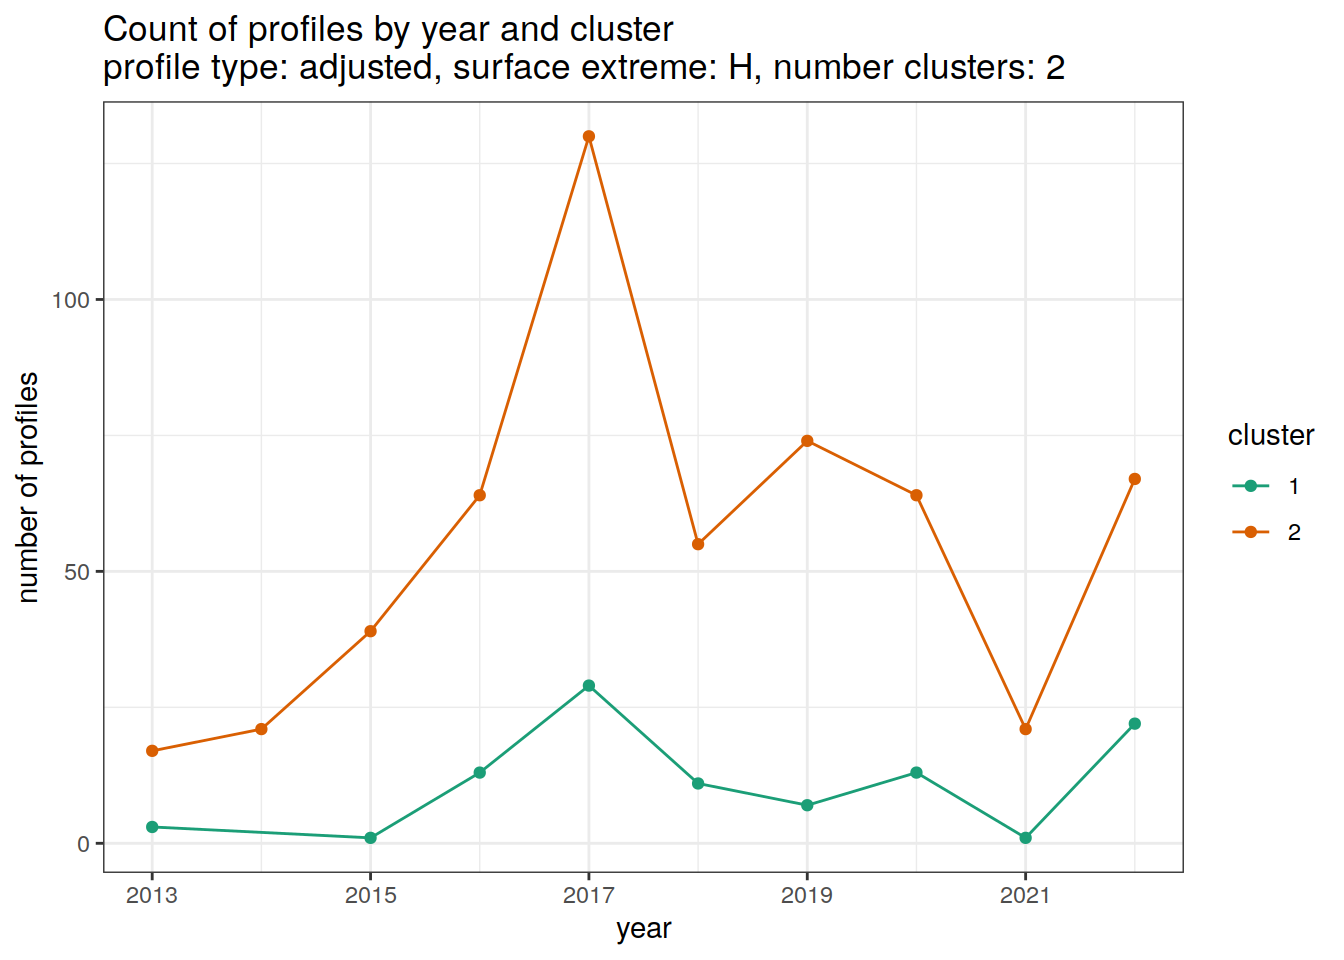 Count of profiles by year and cluster
profile type: adjusted, surface extreme: H, number clusters: 2
100
50
0
number of profiles
2013 2015 2017 2019 2021
year
cluster
1
2